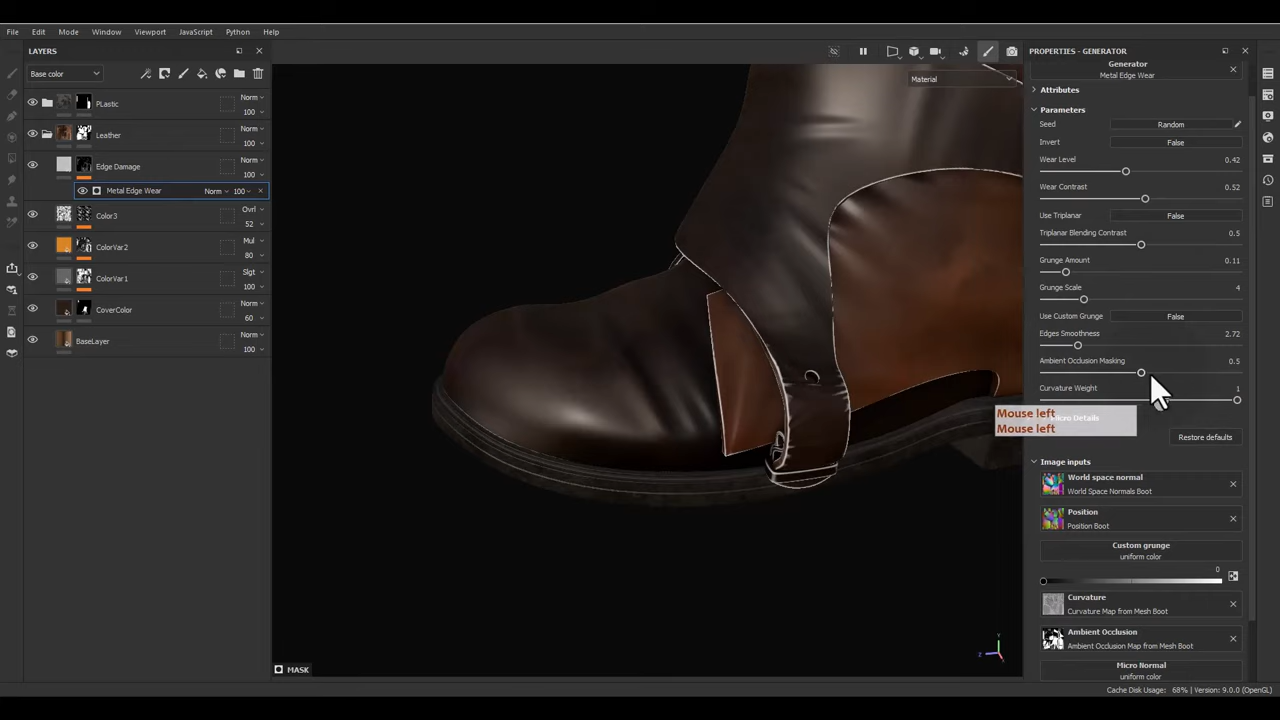 File Edit Mode Window Viewport JavaScript Python Help
LAYERS
Base color
PLastic Norm 100
Leather Norm 100
Edge Damage Norm 100
Metal Edge Wear Norm 100
Color3 Ovrl 52
ColorVar2 Mul 80
ColorVar1 Slgt 100
CoverColor Norm 60
BaseLayer Norm 100
Material
MASK
Y
Z
Mouse left
Mouse left
PROPERTIES - GENERATOR
Generator
Metal Edge Wear
Attributes
Parameters
Seed Random
Invert False
Wear Level 0.42
Wear Contrast 0.52
Use Triplanar False
Triplanar Blending Contrast 0.5
Grunge Amount 0.11
Grunge Scale 4
Use Custom Grunge False
Edges Smoothness 2.72
Ambient Occlusion Masking 0.5
Curvature Weight 1
Micro Details
Restore defaults
Image inputs
World space normal
World Space Normals Boot
Position
Position Boot
Custom grunge
uniform color
0
Curvature
Curvature Map from Mesh Boot
Ambient Occlusion
Ambient Occlusion Map from Mesh Boot
Micro Normal
uniform color
Cache Disk Usage: 68% | Version: 9.0.0 (OpenGL)